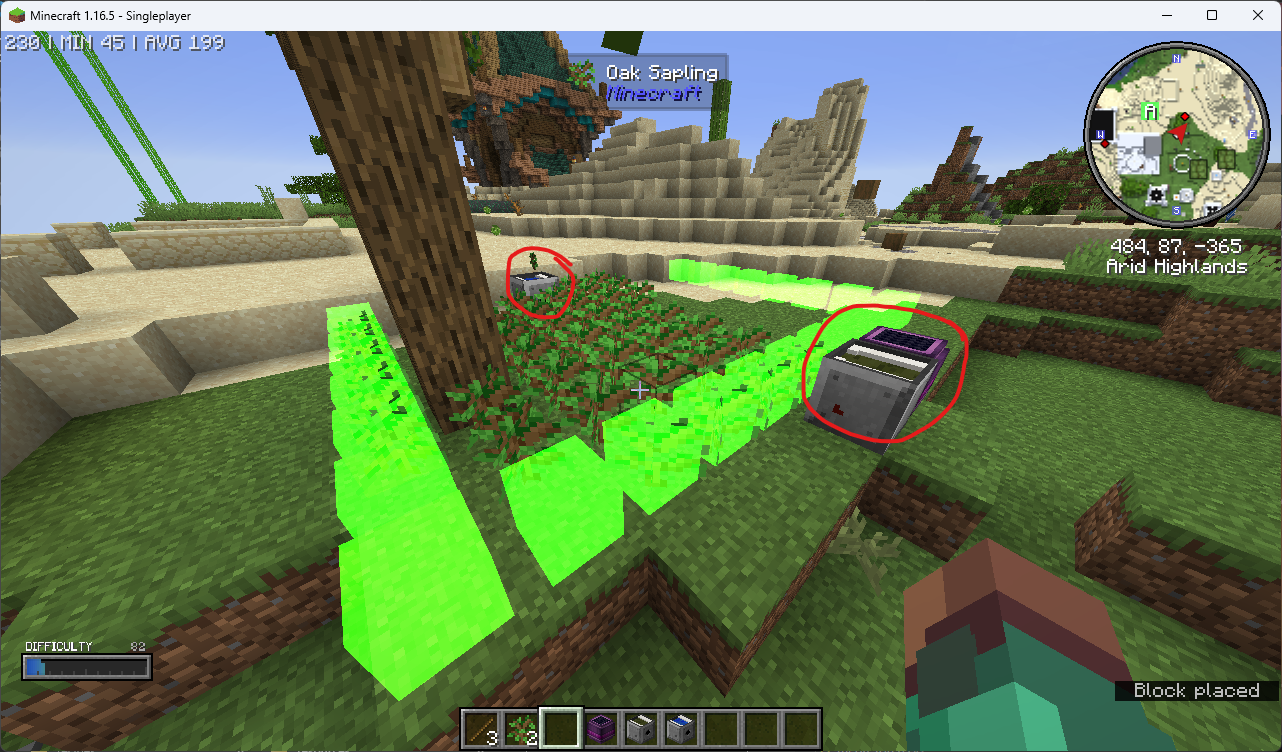 Minecraft 1.16.5 - Singleplayer
230 | MIN 45 | AVG 199
Oak Sapling
Minecraft
N
A
W
E
S
484, 87, -365
Arid Highlands
DIFFICULTY 82
Block placed
3
2